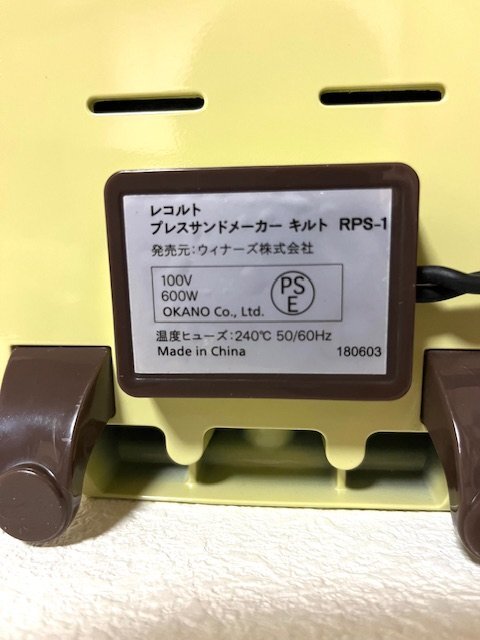 レコルト
プレスサンドメーカー キルト RPS-1
発売元:ウィナーズ株式会社
100V
600W
OKANO Co., Ltd.
PS
E
温度ヒューズ:240℃ 50/60Hz
Made in China 180603